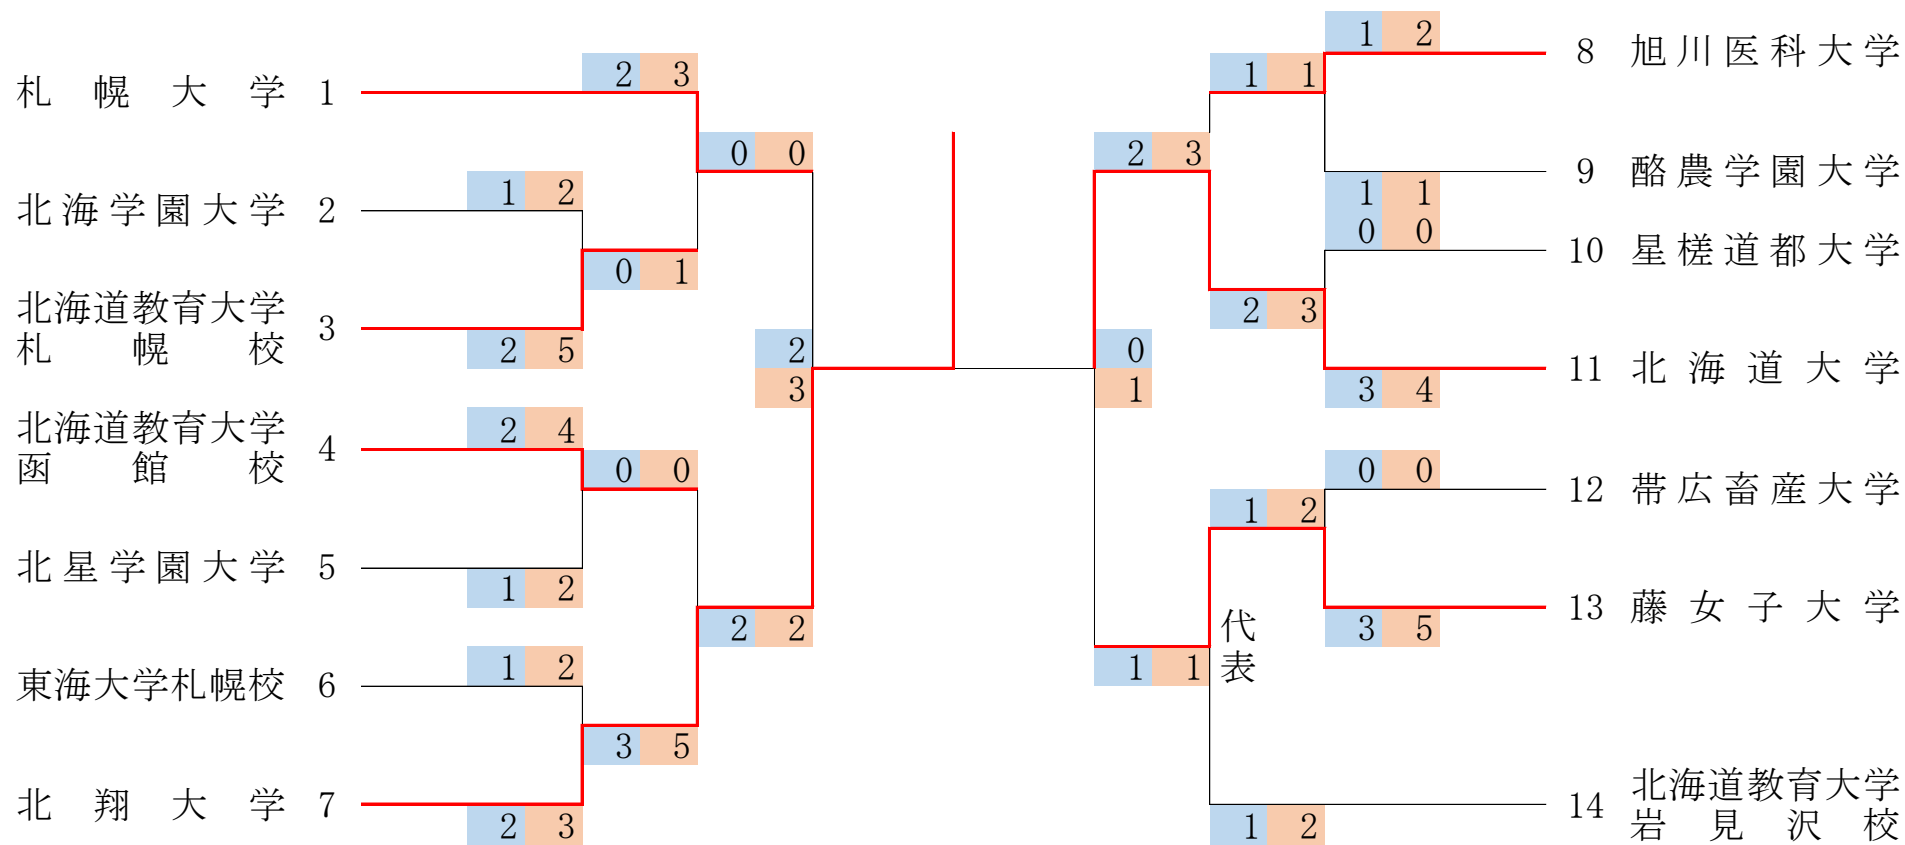 札幌大学 1
2 3
0 0
北海学園大学 2
1 2
0 1
北海道教育大学
札幌校 3
2 5
2
3
北海道教育大学
函館校 4
2 4
0 0
北星学園大学 5
1 2
2 2
東海大学札幌校 6
1 2
3 5
北翔大学 7
2 3
1 2
8 旭川医科大学
1 1
2 3
9 酪農学園大学
1 1
0 0
10 星槎道都大学
2 3
11 北海道大学
3 4
0
1
0 0
12 帯広畜産大学
1 2
13 藤女子大学
3 5
代
表
1 1
14 北海道教育大学
岩見沢校
1 2